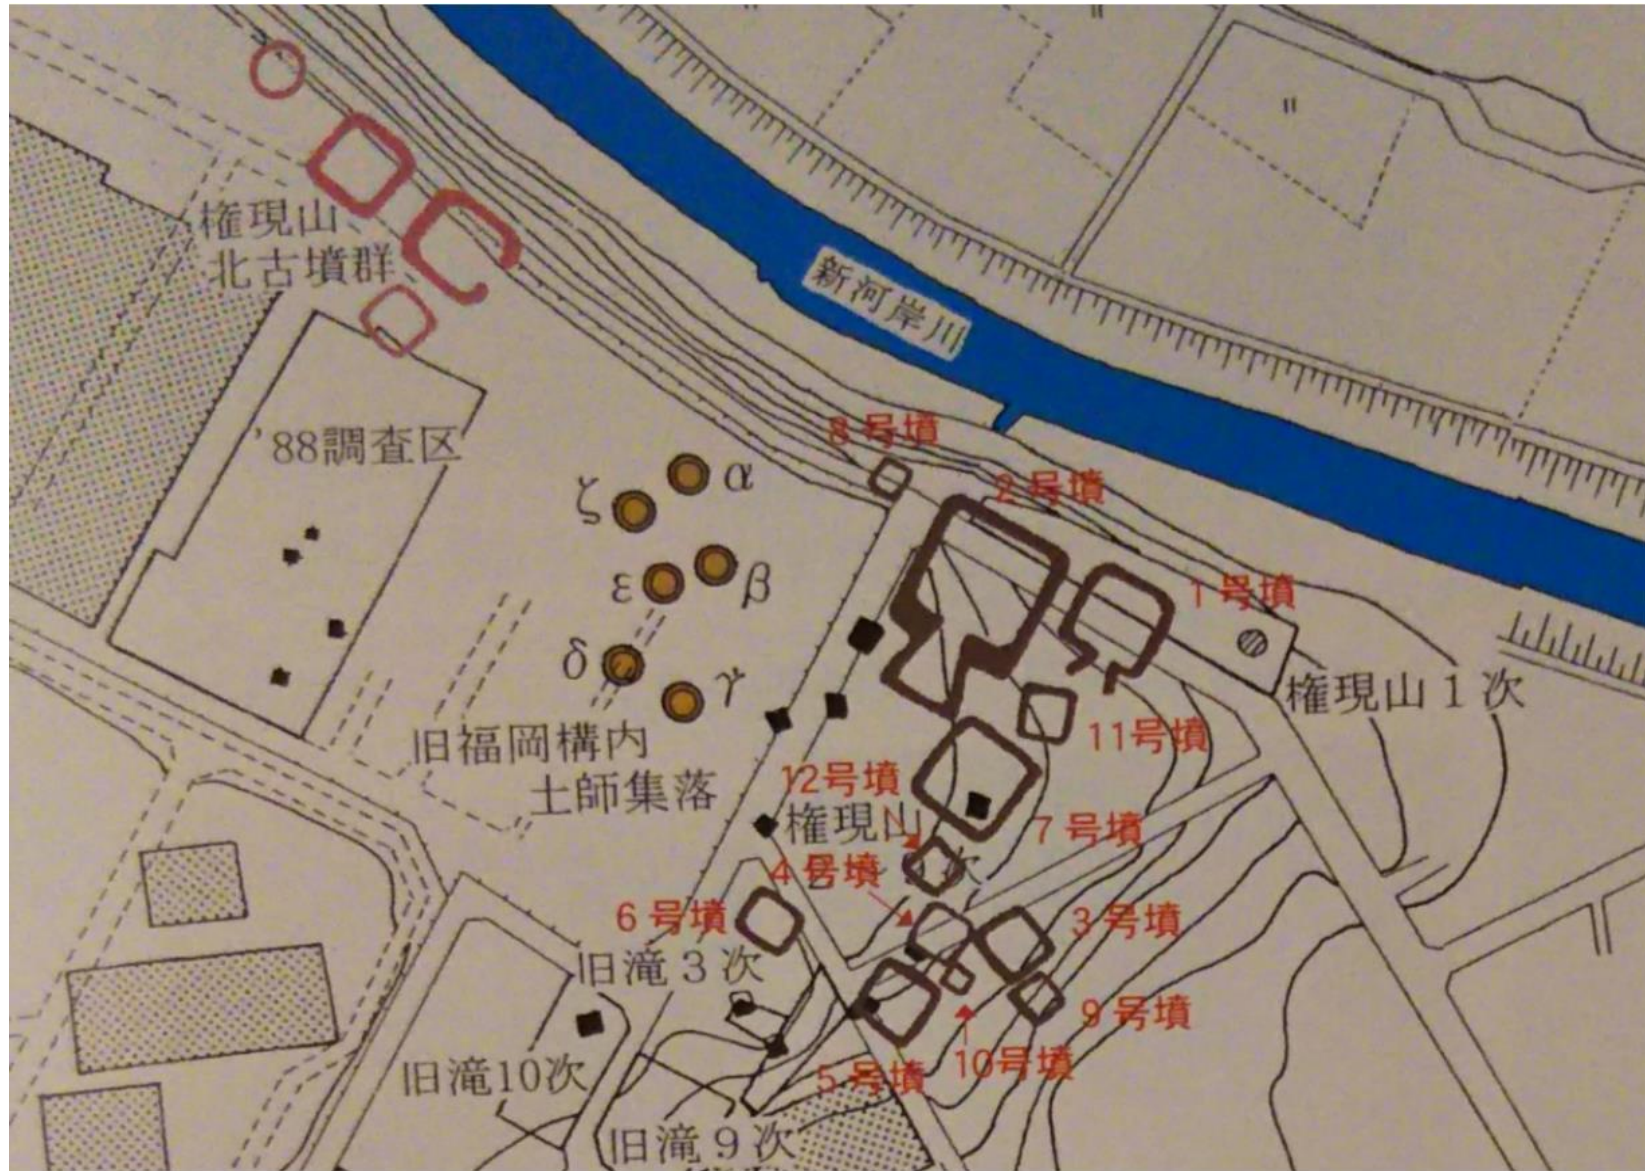 権現山
北古墳群
新河岸川
'88調査区
8号墳
2号墳
α
ζ
β
ε
1号墳
δ
γ
権現山1次
旧福岡構内
土師集落
11号墳
12号墳
権現山
7号墳
次
4号墳
6号墳
3号墳
旧滝3次
9号墳
旧滝10次
5号墳
10号墳
旧滝9次